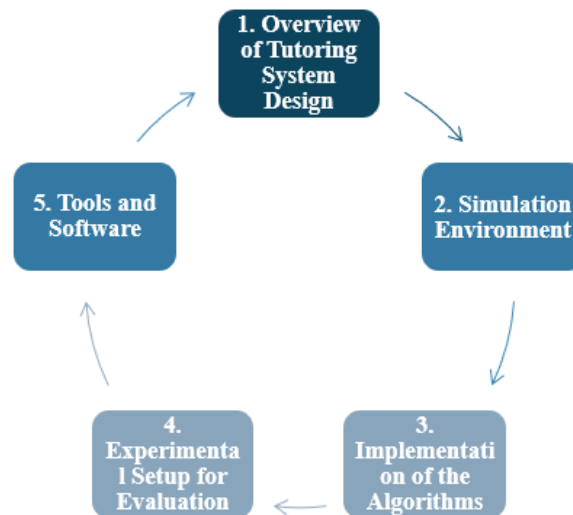 1. Overview
of Tutoring
System
Design
2. Simulation
Environment
3.
Implementati
on of the
Algorithms
4.
Experimenta
l Setup for
Evaluation
5. Tools and
Software